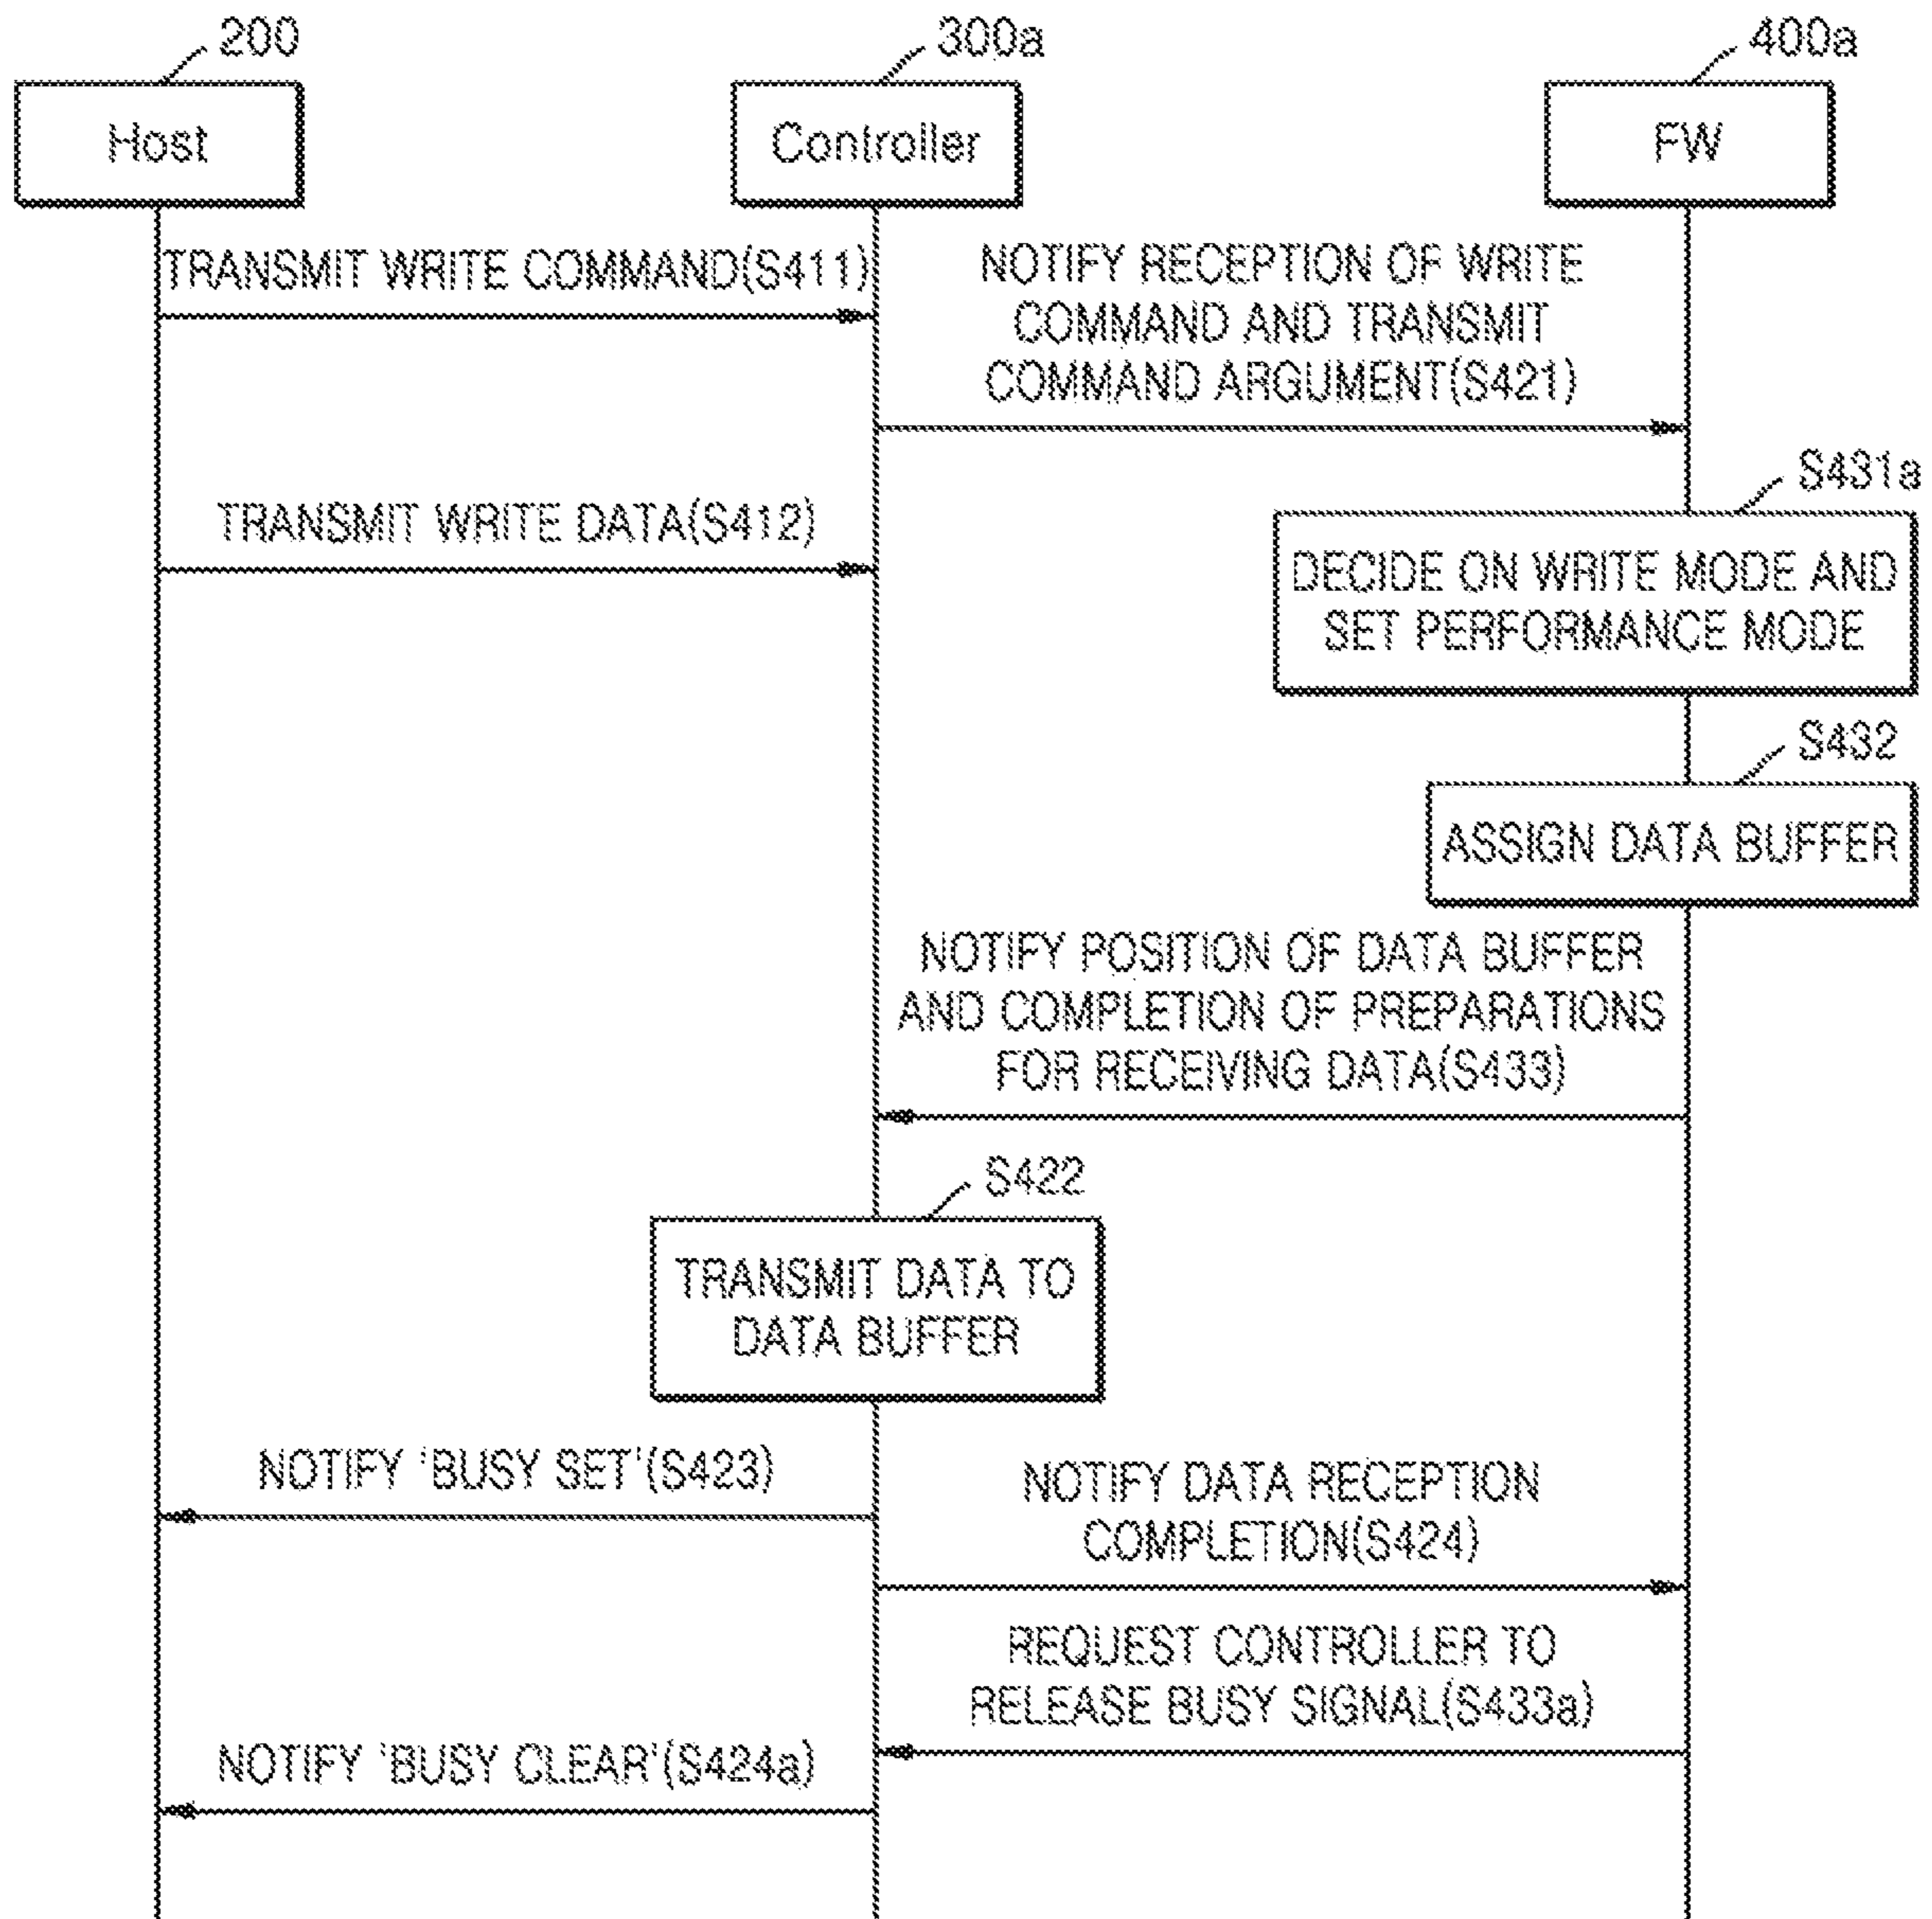 200
300a
400a
Host
Controller
FW
TRANSMIT WRITE COMMAND(S411)
NOTIFY RECEPTION OF WRITE
COMMAND AND TRANSMIT
COMMAND ARGUMENT(S421)
S431a
TRANSMIT WRITE DATA(S412)
DECIDE ON WRITE MODE AND
SET PERFORMANCE MODE
S432
ASSIGN DATA BUFFER
NOTIFY POSITION OF DATA BUFFER
AND COMPLETION OF PREPARATIONS
FOR RECEIVING DATA(S433)
S422
TRANSMIT DATA TO
DATA BUFFER
NOTIFY 'BUSY SET'(S423)
NOTIFY DATA RECEPTION
COMPLETION(S424)
REQUEST CONTROLLER TO
RELEASE BUSY SIGNAL(S433a)
NOTIFY 'BUSY CLEAR'(S424a)